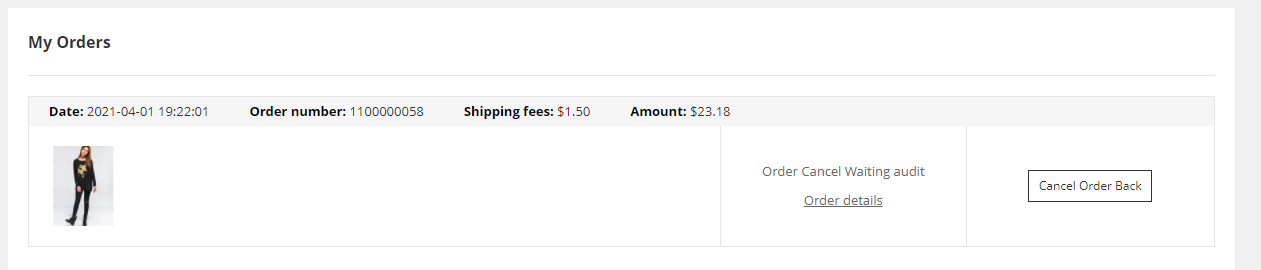 My Orders
Date: 2021-04-01 19:22:01 Order number: 1100000058 Shipping fees: $1.50 Amount: $23.18
Order Cancel Waiting audit
Order details
Cancel Order Back